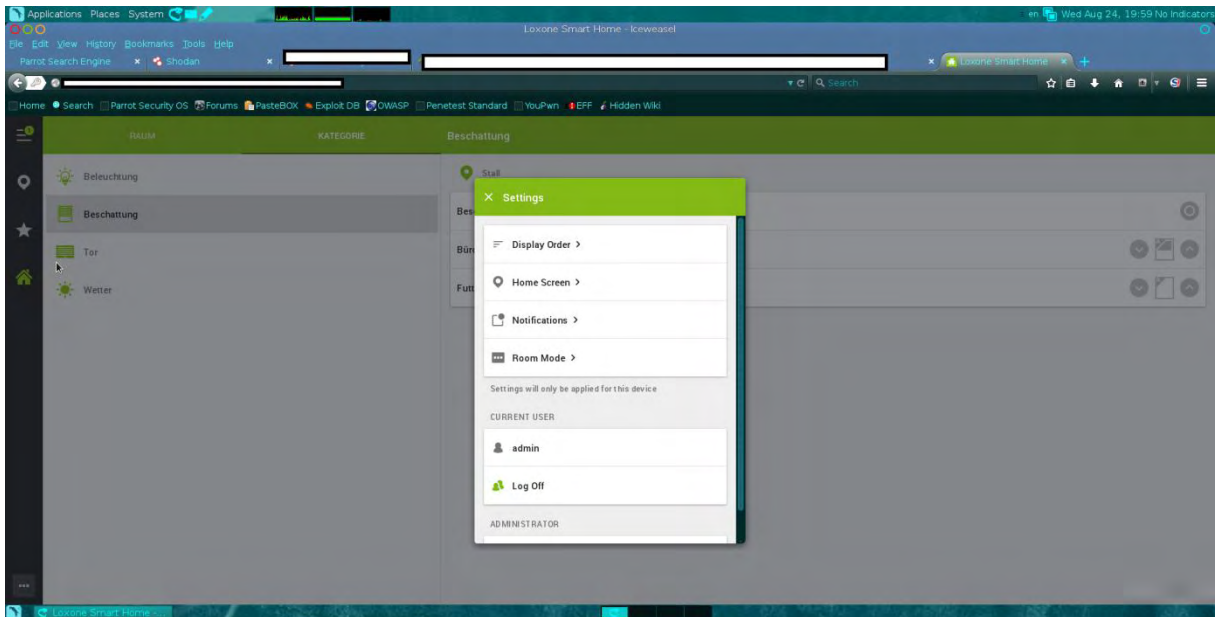 Applications Places System
en Wed Aug 24, 19:59 No Indicators
Loxone Smart Home - Iceweasel
File Edit View History Bookmarks Tools Help
Parrot Search Engine Shodan Loxone Smart Home
Search
Home Search Parrot Security OS Forums PasteBOX Exploit DB OWASP Penetest Standard YouPwn EFF Hidden Wiki
RAUM KATEGORIE Beschattung
Beleuchtung
Beschattung
Tor
Wetter
Stall
Settings
Display Order >
Home Screen >
Notifications >
Room Mode >
Settings will only be applied for this device
CURRENT USER
admin
Log Off
ADMINISTRATOR
Loxone Smart Home - ...